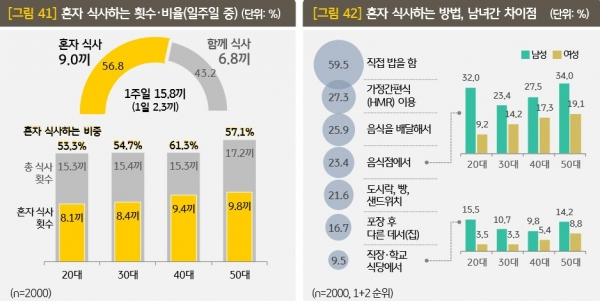 [그림 41] 혼자 식사하는 횟수·비율(일주일 중) (단위: %)
혼자 식사
9.0끼
56.8
함께 식사
6.8끼
43.2
1주일 15.8끼
(1일 2.3끼)
혼자 식사하는 비중
53.3% 54.7% 61.3% 57.1%
총 식사
횟수
15.3끼 15.4끼 15.3끼 17.2끼
혼자 식사
횟수
8.1끼 8.4끼 9.4끼 9.8끼
20대 30대 40대 50대
(n=2000)
[그림 42] 혼자 식사하는 방법, 남녀간 차이점 (단위: %)
59.5 직접 밥을 함
27.3 가정간편식
(HMR) 이용
25.9 음식을 배달해서
23.4 음식점에서
21.6 도시락, 빵,
샌드위치
16.7 포장 후
다른 데서(집)
9.5 직장·학교
식당에서
남성 여성
32,0 9,2 23,4 14,2 27,5 17,3 34,0 19,1
20대 30대 40대 50대
15,5 3,5 10,7 3,3 9,8 5,4 14,2 8,8
20대 30대 40대 50대
(n=2000, 1+2 순위)